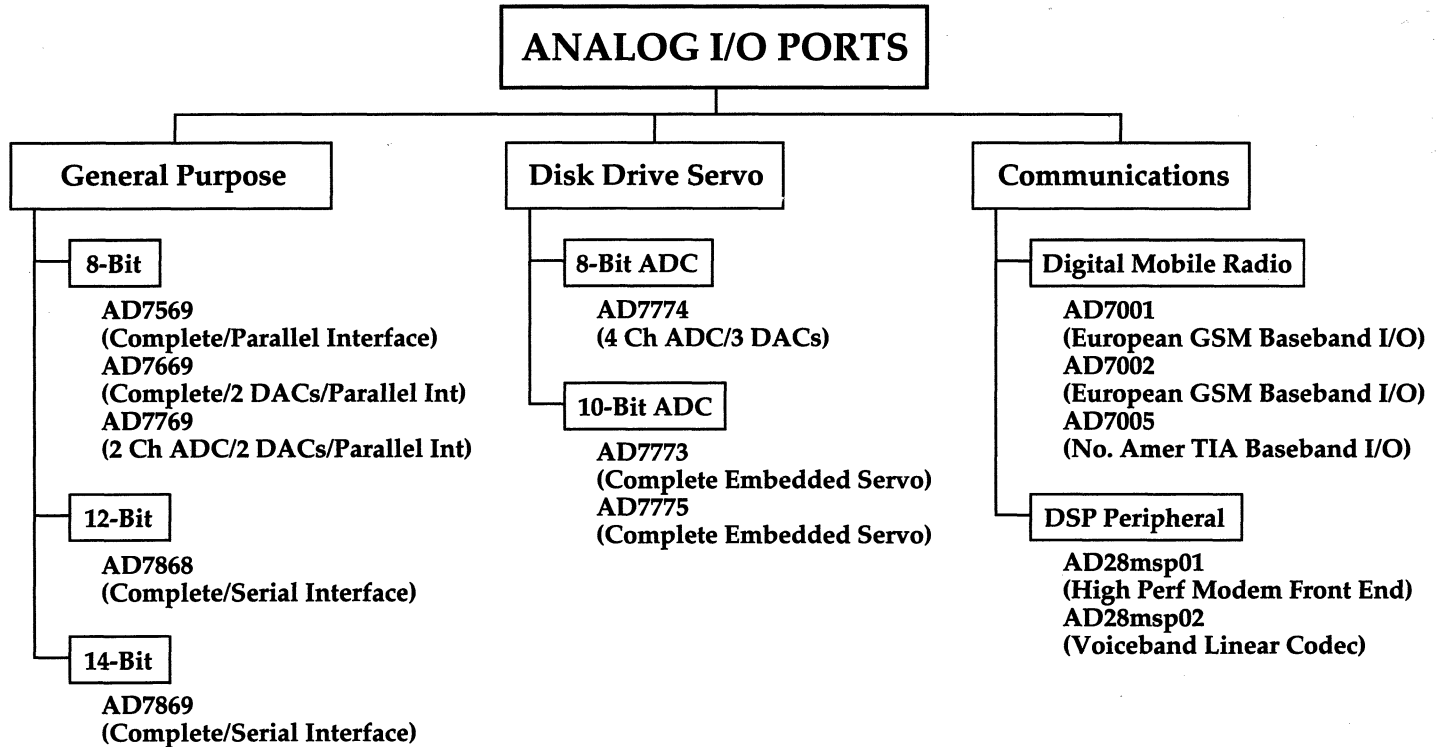 ANALOG I/O PORTS
General Purpose
8-Bit
AD7569
(Complete/Parallel Interface)
AD7669
(Complete/2 DACs/Parallel Int)
AD7769
(2 Ch ADC/2 DACs/Parallel Int)
12-Bit
AD7868
(Complete/Serial Interface)
14-Bit
AD7869
(Complete/Serial Interface)
Disk Drive Servo
8-Bit ADC
AD7774
(4 Ch ADC/3 DACs)
10-Bit ADC
AD7773
(Complete Embedded Servo)
AD7775
(Complete Embedded Servo)
Communications
Digital Mobile Radio
AD7001
(European GSM Baseband I/O)
AD7002
(European GSM Baseband I/O)
AD7005
(No. Amer TIA Baseband I/O)
DSP Peripheral
AD28msp01
(High Perf Modem Front End)
AD28msp02
(Voiceband Linear Codec)